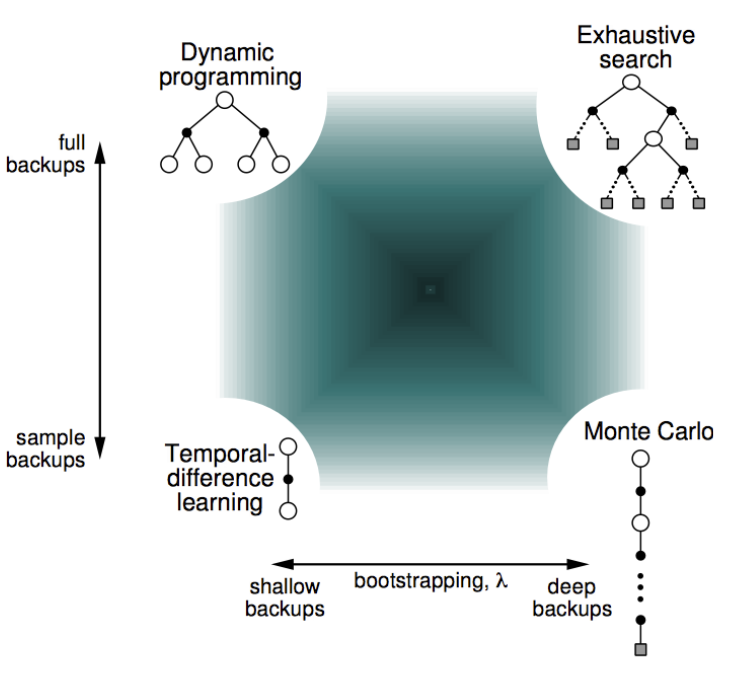 Dynamic
programming
Exhaustive
search
full
backups
sample
backups
Temporal-
difference
learning
Monte Carlo
shallow
backups
bootstrapping, λ
deep
backups